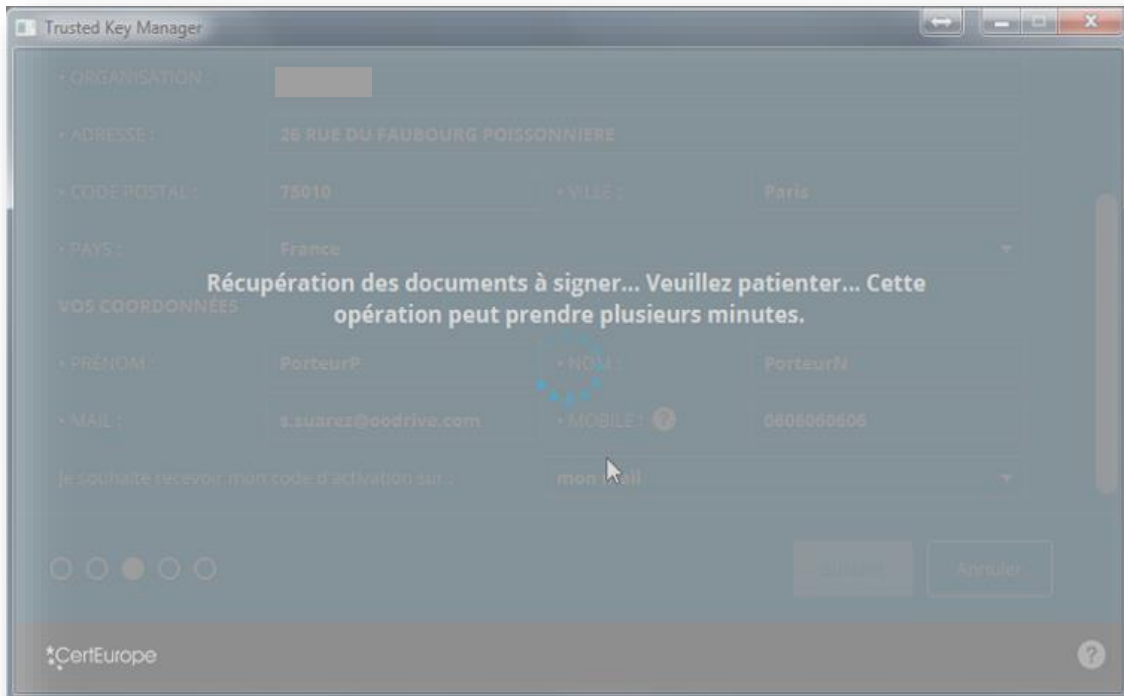 Trusted Key Manager
• ORGANISATION :
• ADRESSE : 26 RUE DU FAUBOURG POISSONNIERE
• CODE POSTAL : 75010 • VILLE : Paris
• PAYS : France
Récupération des documents à signer... Veuillez patienter... Cette
opération peut prendre plusieurs minutes.
VOS COORDONNÉES
• PRÉNOM : PorteurP • NOM : PorteurN
• MAIL : s.suarez@oodrive.com • MOBILE : ? 0606060606
Je souhaite recevoir mon code d'activation sur : mon mail
Suivant Annuler
CertEurope ?